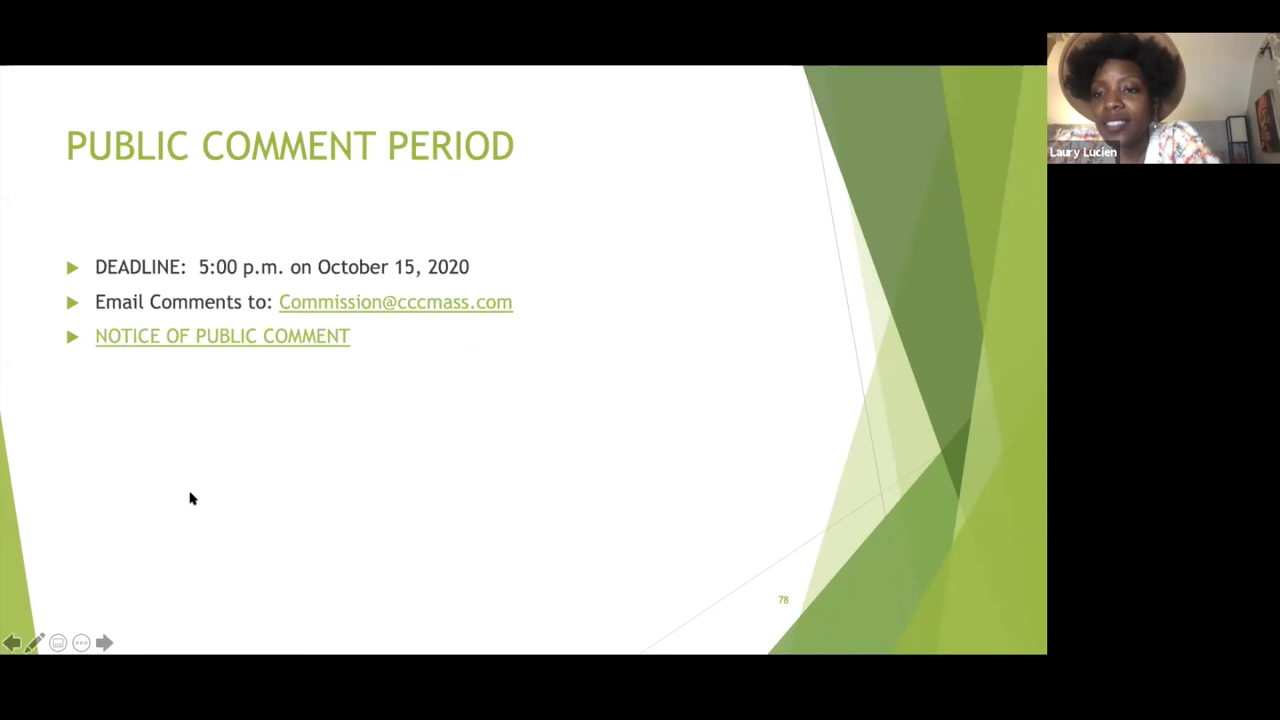 PUBLIC COMMENT PERIOD
DEADLINE: 5:00 p.m. on October 15, 2020
Email Comments to: Commission@cccmass.com
NOTICE OF PUBLIC COMMENT
78
Laury Lucien